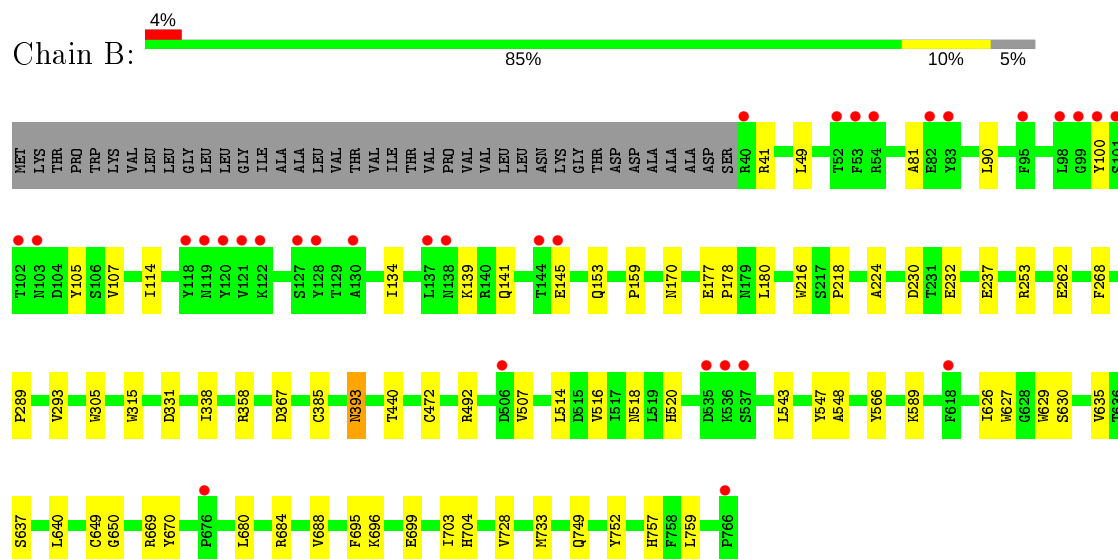 4%
Chain B:
85% 10% 5%
MET LYS THR PRO TRP LYS VAL LEU LEU GLY LEU LEU GLY ILE ALA ALA LEU VAL THR VAL ILE THR VAL PRO VAL VAL LEU LEU ASN LYS GLY THR ASP ASP ALA ALA ALA ASP SER R40 R41 L49 T52 F53 R54 A81 E82 Y83 L90 F95 L98 G99 Y100 S101
T102 N103 D104 Y105 S106 V107 I114 Y118 N119 Y120 V121 K122 S127 Y128 T129 A130 I134 L137 N138 K139 R140 Q141 T144 E145 Q153 P159 N170 E177 P178 N179 L180 W216 S217 P218 A224 D230 T231 E232 E237 R253 E262 F268
P289 V293 W305 W315 D331 I338 R358 D367 C385 N393 T440 C472 R492 D506 V507 L514 D515 V516 I517 N518 L519 H520 D535 K536 S537 L543 Y547 A548 Y566 K589 F618 I626 W627 G628 W629 S630 V635 T636
S637 L640 C649 G650 R669 Y670 P676 L680 R684 V688 F695 K696 E699 I703 H704 V728 M733 Q749 Y752 H757 F758 L759 P766